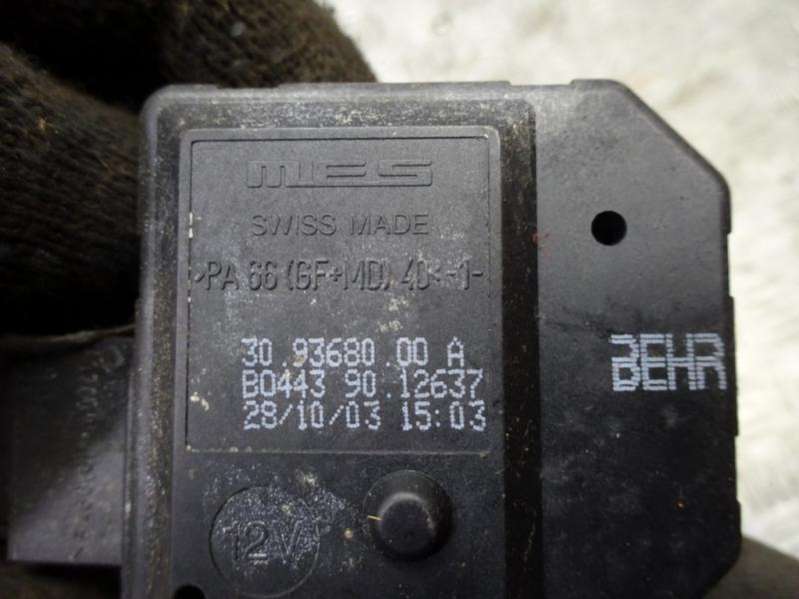 MES
SWISS MADE
>PA 66 (GF+MD) 40<-1-
30.93680.00 A
B0443 90.12637
28/10/03 15:03
BEHR
12V